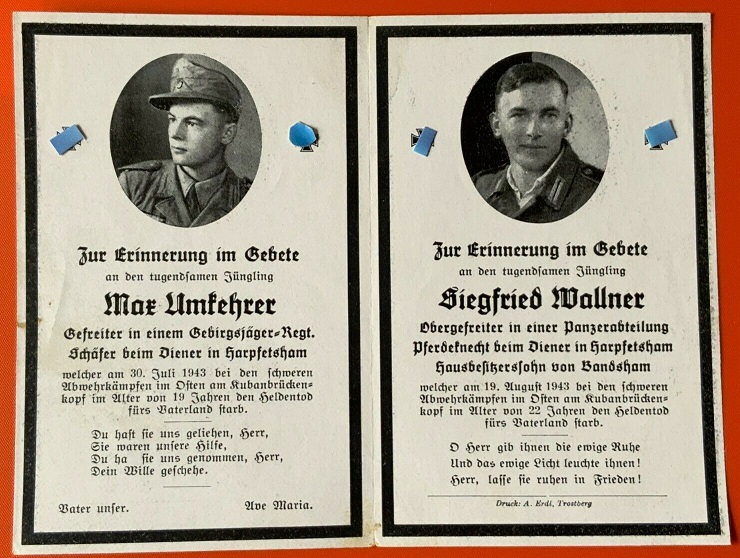 Zur Erinnerung im Gebete
an den tugendsamen Jüngling
Max Umkehrer
Gefreiter in einem Gebirgsjäger-Regt.
Schäfer beim Diener in Harpfetsham
welcher am 30. Juli 1943 bei den schweren
Abwehrkämpfen im Osten am Kubanbrücken-
kopf im Alter von 19 Jahren den Heldentod
fürs Vaterland starb.
Du hast sie uns geliehen, Herr,
Sie waren unsere Hilfe,
Du ha sie uns genommen, Herr,
Dein Wille geschehe.
Vater unser. Ave Maria.
Zur Erinnerung im Gebete
an den tugendsamen Jüngling
Siegfried Wallner
Obergefreiter in einer Panzerabteilung
Pferdeknecht beim Diener in Harpfetsham
Hausbesitzerssohn von Bandsham
welcher am 19. August 1943 bei den schweren
Abwehrkämpfen im Osten am Kubanbrücken-
kopf im Alter von 22 Jahren den Heldentod
fürs Vaterland starb.
O Herr gib ihnen die ewige Ruhe
Und das ewige Licht leuchte ihnen!
Herr, lasse sie ruhen in Frieden!
Druck: A. Erdl, Trostberg